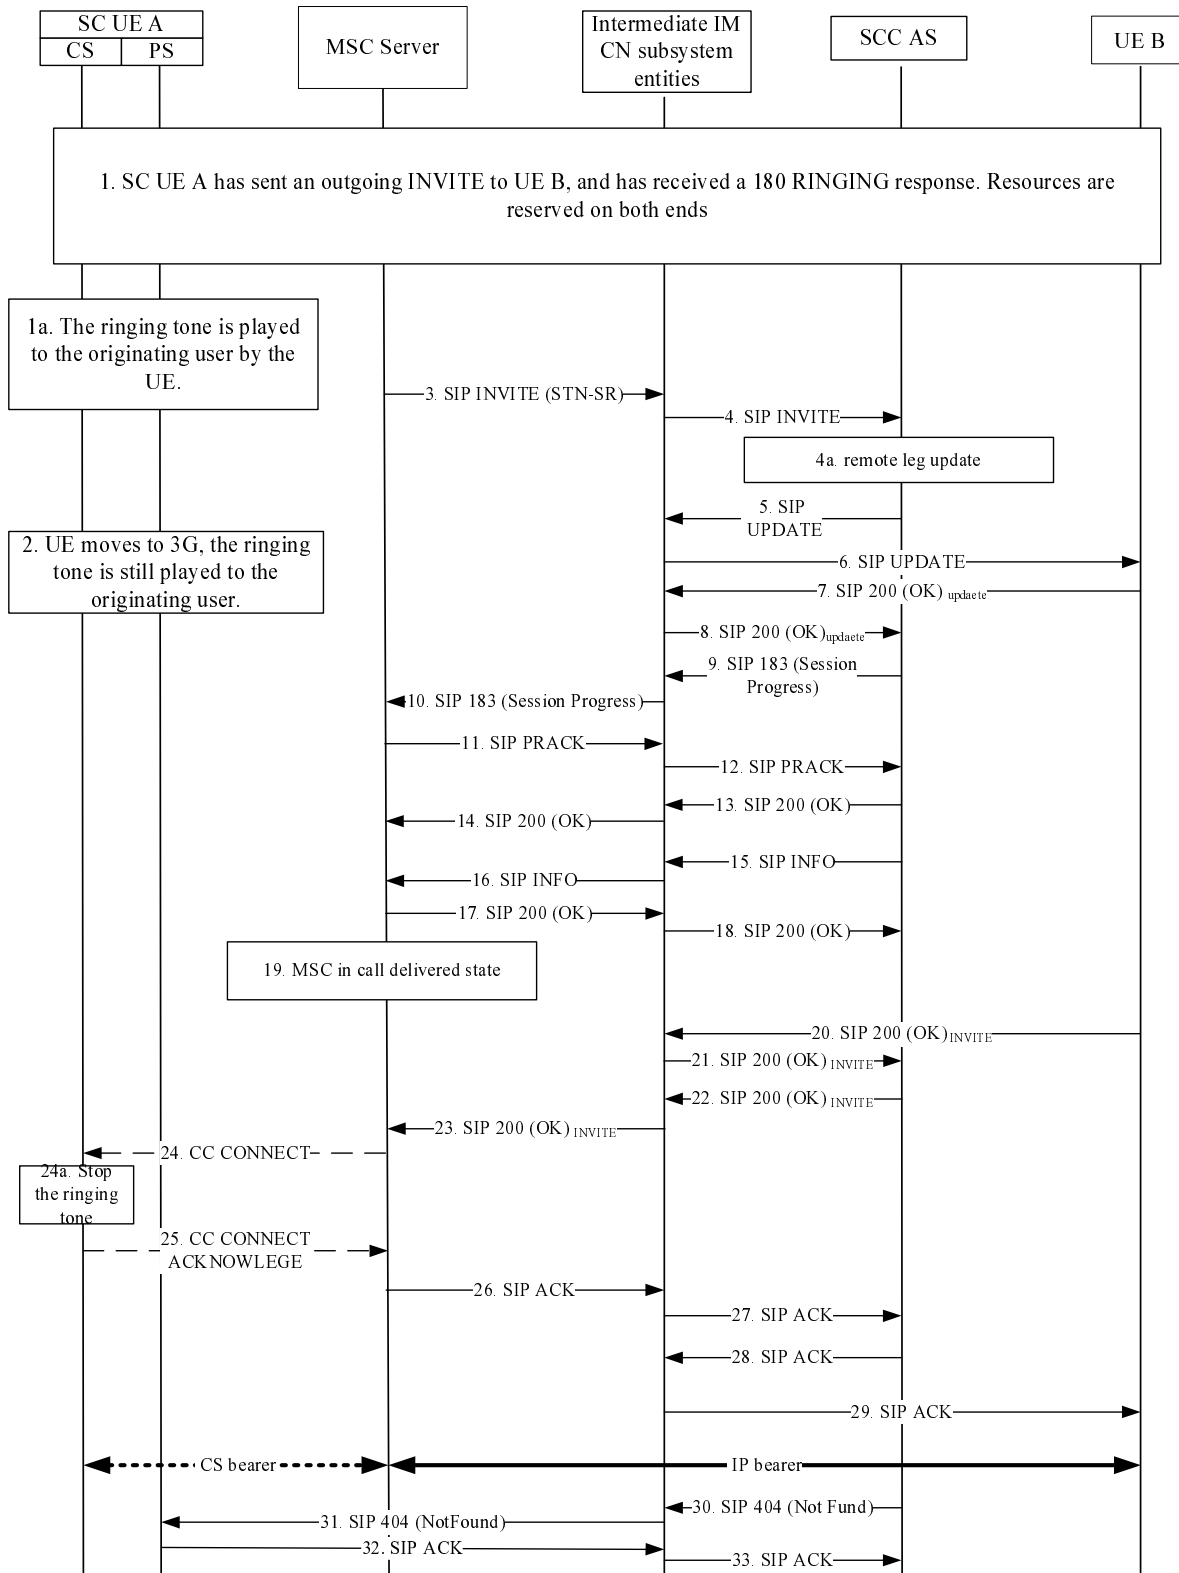 SC UE A
CS
PS
MSC Server
Intermediate IM
CN subsystem
entities
SCC AS
UE B
1. SC UE A has sent an outgoing INVITE to UE B, and has received a 180 RINGING response. Resources are
reserved on both ends
1a. The ringing tone is played
to the originating user by the
UE.
3. SIP INVITE (STN-SR)
4. SIP INVITE
4a. remote leg update
5. SIP
UPDATE
2. UE moves to 3G, the ringing
tone is still played to the
originating user.
6. SIP UPDATE
7. SIP 200 (OK) updaete
8. SIP 200 (OK)updaete
9. SIP 183 (Session
Progress)
10. SIP 183 (Session Progress)
11. SIP PRACK
12. SIP PRACK
13. SIP 200 (OK)
14. SIP 200 (OK)
15. SIP INFO
16. SIP INFO
17. SIP 200 (OK)
18. SIP 200 (OK)
19. MSC in call delivered state
20. SIP 200 (OK)INVITE
21. SIP 200 (OK) INVITE
22. SIP 200 (OK) INVITE
23. SIP 200 (OK) INVITE
24. CC CONNECT
24a. Stop
the ringing
tone
25. CC CONNECT
ACKNOWLEGE
26. SIP ACK
27. SIP ACK
28. SIP ACK
29. SIP ACK
CS bearer
IP bearer
30. SIP 404 (Not Fund)
31. SIP 404 (NotFound)
32. SIP ACK
33. SIP ACK